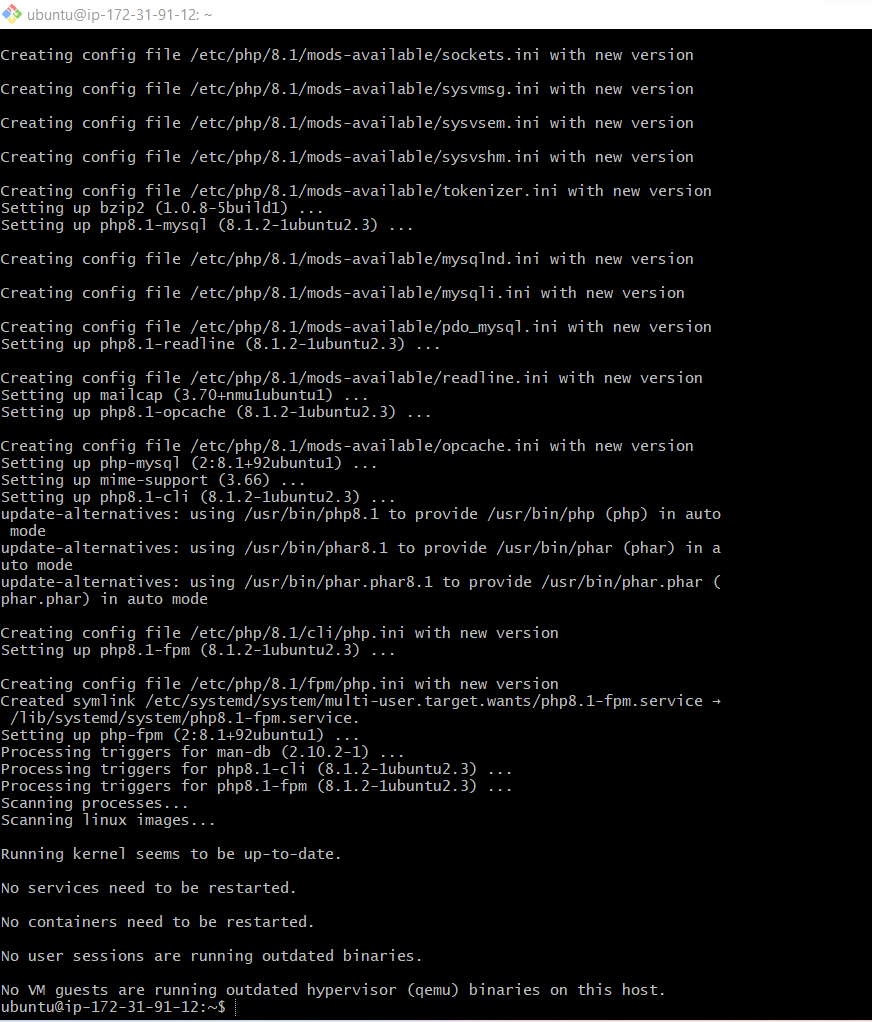 ubuntu@ip-172-31-91-12: ~
Creating config file /etc/php/8.1/mods-available/sockets.ini with new version
Creating config file /etc/php/8.1/mods-available/sysvmsg.ini with new version
Creating config file /etc/php/8.1/mods-available/sysvsem.ini with new version
Creating config file /etc/php/8.1/mods-available/sysvshm.ini with new version
Creating config file /etc/php/8.1/mods-available/tokenizer.ini with new version
Setting up bzip2 (1.0.8-5build1) ...
Setting up php8.1-mysql (8.1.2-1ubuntu2.3) ...
Creating config file /etc/php/8.1/mods-available/mysqlnd.ini with new version
Creating config file /etc/php/8.1/mods-available/mysqli.ini with new version
Creating config file /etc/php/8.1/mods-available/pdo_mysql.ini with new version
Setting up php8.1-readline (8.1.2-1ubuntu2.3) ...
Creating config file /etc/php/8.1/mods-available/readline.ini with new version
Setting up mailcap (3.70+nmu1ubuntu1) ...
Setting up php8.1-opcache (8.1.2-1ubuntu2.3) ...
Creating config file /etc/php/8.1/mods-available/opcache.ini with new version
Setting up php-mysql (2:8.1+92ubuntu1) ...
Setting up mime-support (3.66) ...
Setting up php8.1-cli (8.1.2-1ubuntu2.3) ...
update-alternatives: using /usr/bin/php8.1 to provide /usr/bin/php (php) in auto
 mode
update-alternatives: using /usr/bin/phar8.1 to provide /usr/bin/phar (phar) in a
uto mode
update-alternatives: using /usr/bin/phar.phar8.1 to provide /usr/bin/phar.phar (
phar.phar) in auto mode
Creating config file /etc/php/8.1/cli/php.ini with new version
Setting up php8.1-fpm (8.1.2-1ubuntu2.3) ...
Creating config file /etc/php/8.1/fpm/php.ini with new version
Created symlink /etc/systemd/system/multi-user.target.wants/php8.1-fpm.service →
 /lib/systemd/system/php8.1-fpm.service.
Setting up php-fpm (2:8.1+92ubuntu1) ...
Processing triggers for man-db (2.10.2-1) ...
Processing triggers for php8.1-cli (8.1.2-1ubuntu2.3) ...
Processing triggers for php8.1-fpm (8.1.2-1ubuntu2.3) ...
Scanning processes...
Scanning linux images...
Running kernel seems to be up-to-date.
No services need to be restarted.
No containers need to be restarted.
No user sessions are running outdated binaries.
No VM guests are running outdated hypervisor (qemu) binaries on this host.
ubuntu@ip-172-31-91-12:~$